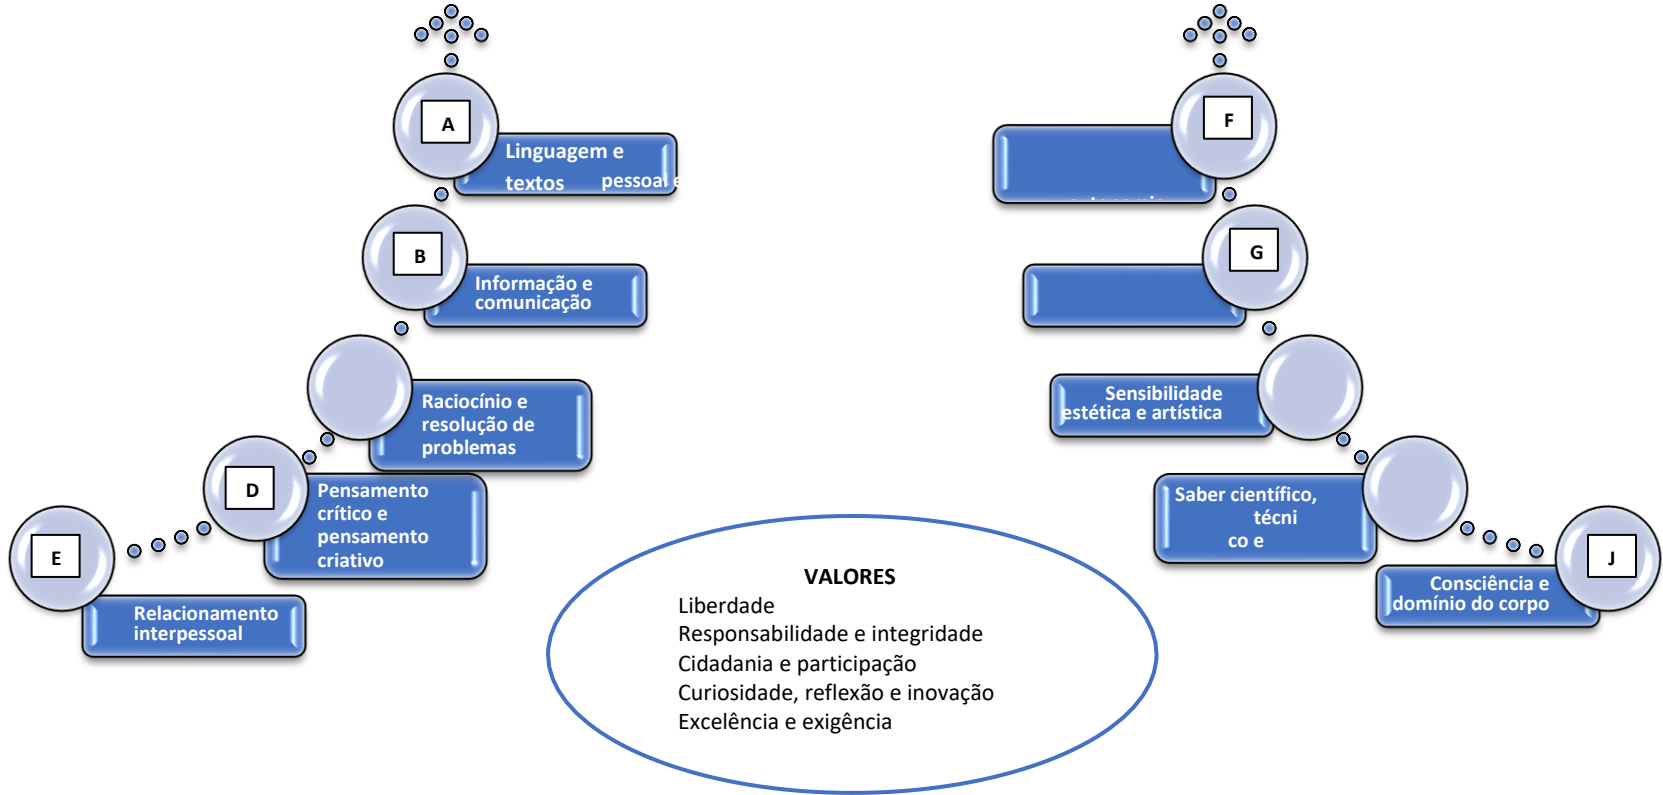 A
Linguagem e
textos pessoal e
B
Informação e
comunicação
Raciocínio e
resolução de
problemas
D
Pensamento
crítico e
pensamento
criativo
E
Relacionamento
interpessoal
F
G
Sensibilidade
estética e artística
Saber científico,
técni
co e
J
Consciência e
domínio do corpo
VALORES
Liberdade
Responsabilidade e integridade
Cidadania e participação
Curiosidade, reflexão e inovação
Excelência e exigência